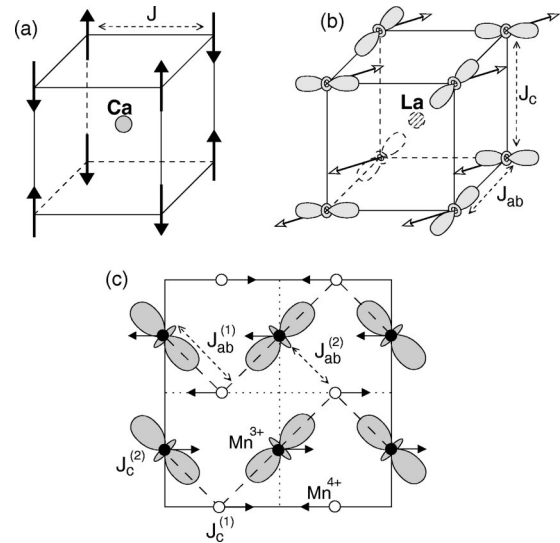 (a)
J
Ca
(b)
La
J_c
J_ab
(c)
J_ab^(1)
J_ab^(2)
Mn^3+
J_c^(2)
J_c^(1)
Mn^4+